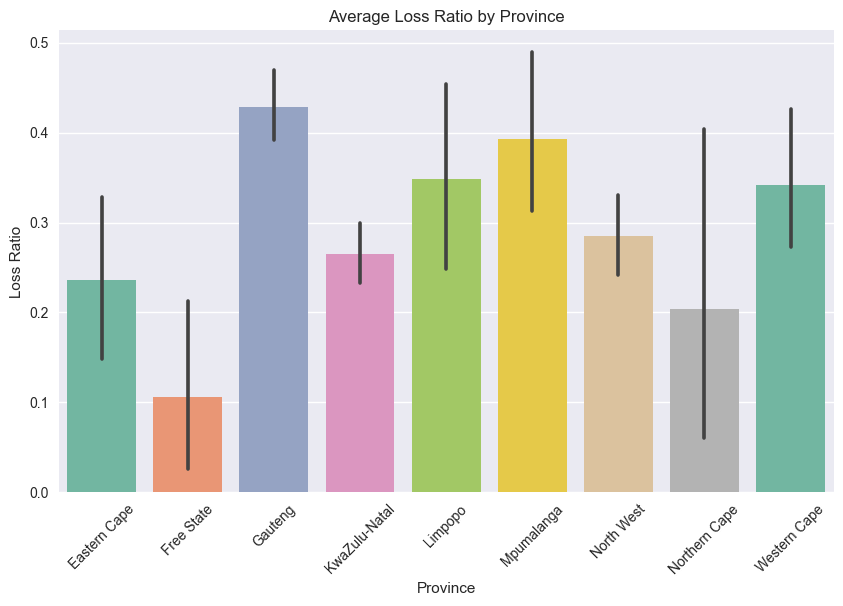 Average Loss Ratio by Province
Loss Ratio
0.5
0.4
0.3
0.2
0.1
0.0
Eastern Cape
Free State
Gauteng
KwaZulu-Natal
Limpopo
Mpumalanga
North West
Northern Cape
Western Cape
Province